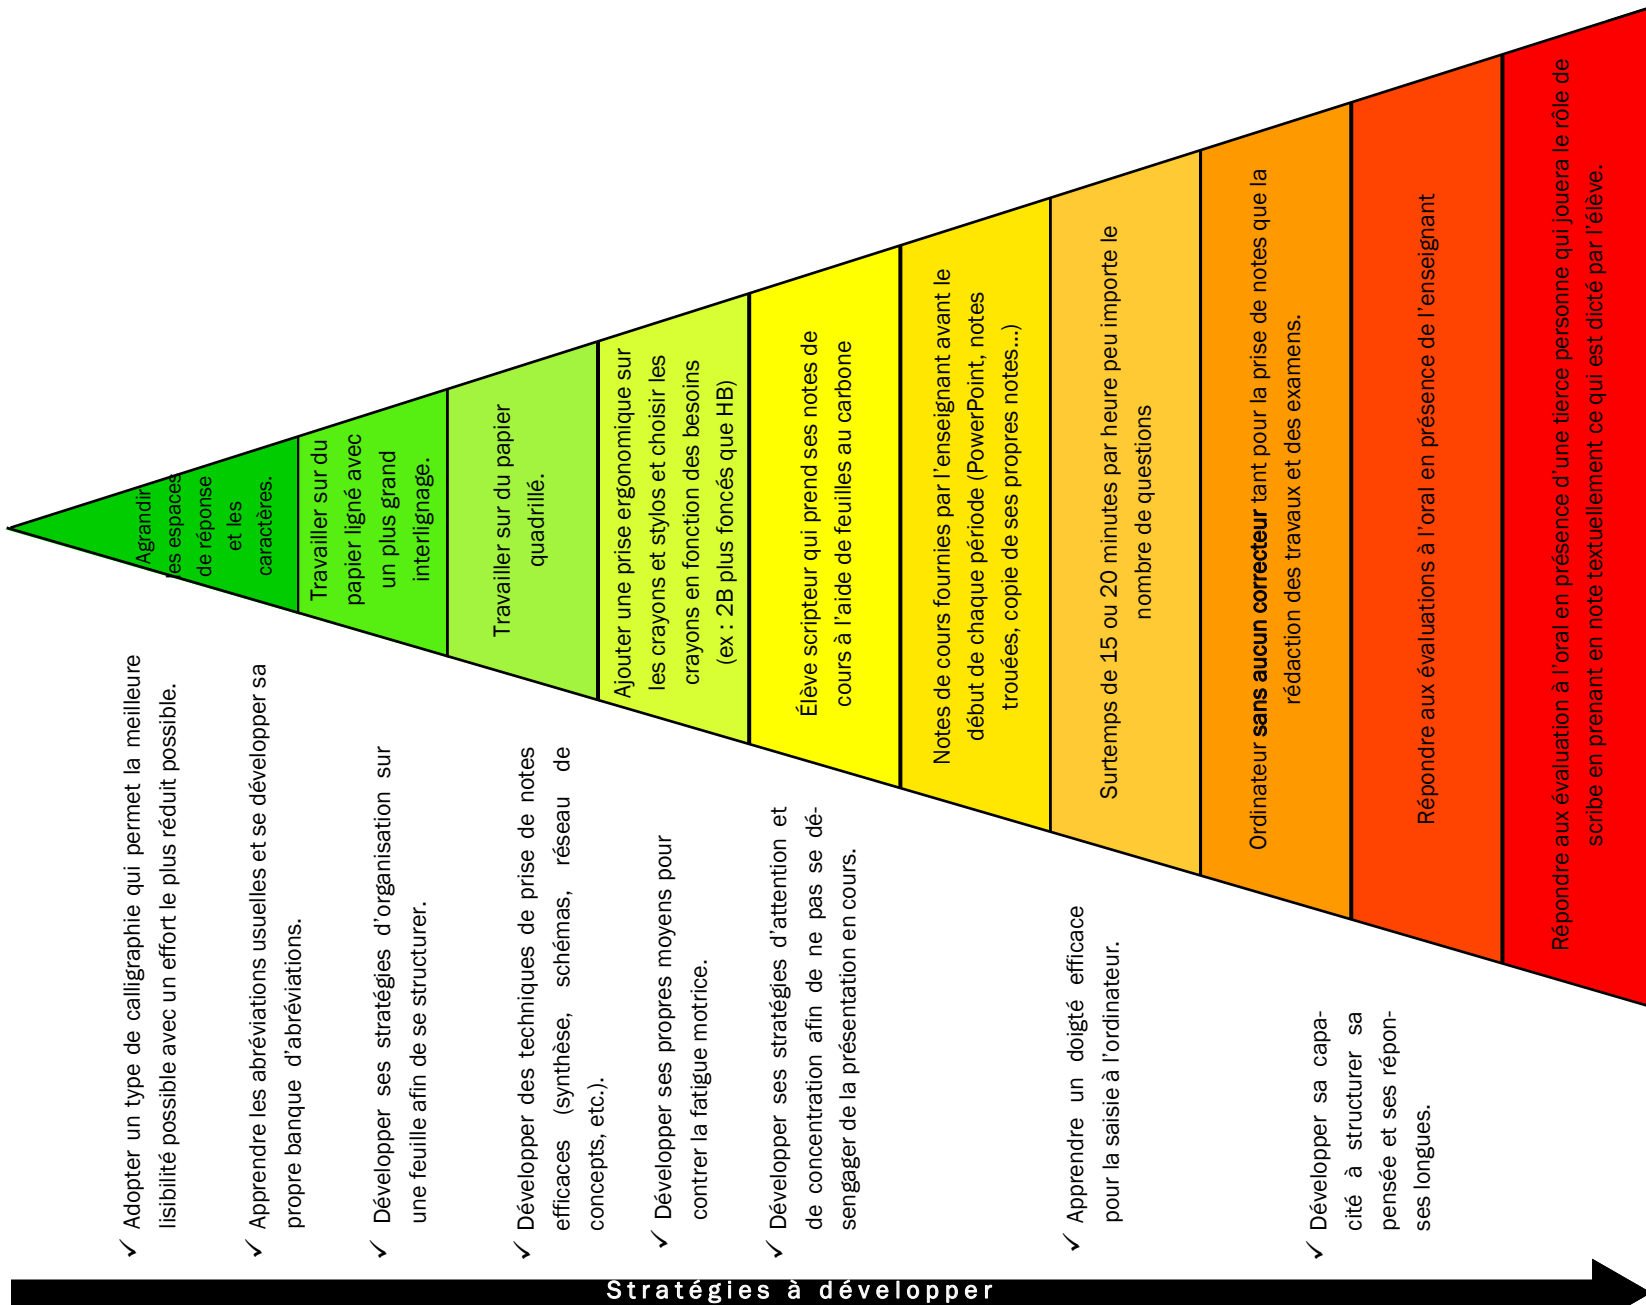 Agrandir
les espaces
de réponse
et les
caractères.
Travailler sur du
papier ligné avec
un plus grand
interlignage.
Travailler sur du papier
quadrillé.
Ajouter une prise ergonomique sur
les crayons et stylos et choisir les
crayons en fonction des besoins
(ex : 2B plus foncés que HB)
Élève scripteur qui prend ses notes de
cours à l'aide de feuilles au carbone
Notes de cours fournies par l'enseignant avant le
début de chaque période (PowerPoint, notes
trouées, copie de ses propres notes...)
Surtemps de 15 ou 20 minutes par heure peu importe le
nombre de questions
Ordinateur sans aucun correcteur tant pour la prise de notes que la
rédaction des travaux et des examens.
Répondre aux évaluations à l'oral en présence de l'enseignant
Répondre aux évaluation à l'oral en présence d'une tierce personne qui jouera le rôle de
scribe en prenant en note textuellement ce qui est dicté par l'élève.
✓ Adopter un type de calligraphie qui permet la meilleure
lisibilité possible avec un effort le plus réduit possible.
✓ Apprendre les abréviations usuelles et se développer sa
propre banque d'abréviations.
✓ Développer ses stratégies d'organisation sur
une feuille afin de se structurer.
✓ Développer des techniques de prise de notes
efficaces (synthèse, schémas, réseau de
concepts, etc.).
✓ Développer ses propres moyens pour
contrer la fatigue motrice.
✓ Développer ses stratégies d'attention et
de concentration afin de ne pas se dé-
sengager de la présentation en cours.
✓ Apprendre un doigté efficace
pour la saisie à l'ordinateur.
✓ Développer sa capa-
cité à structurer sa
pensée et ses répon-
ses longues.
Stratégies à développer